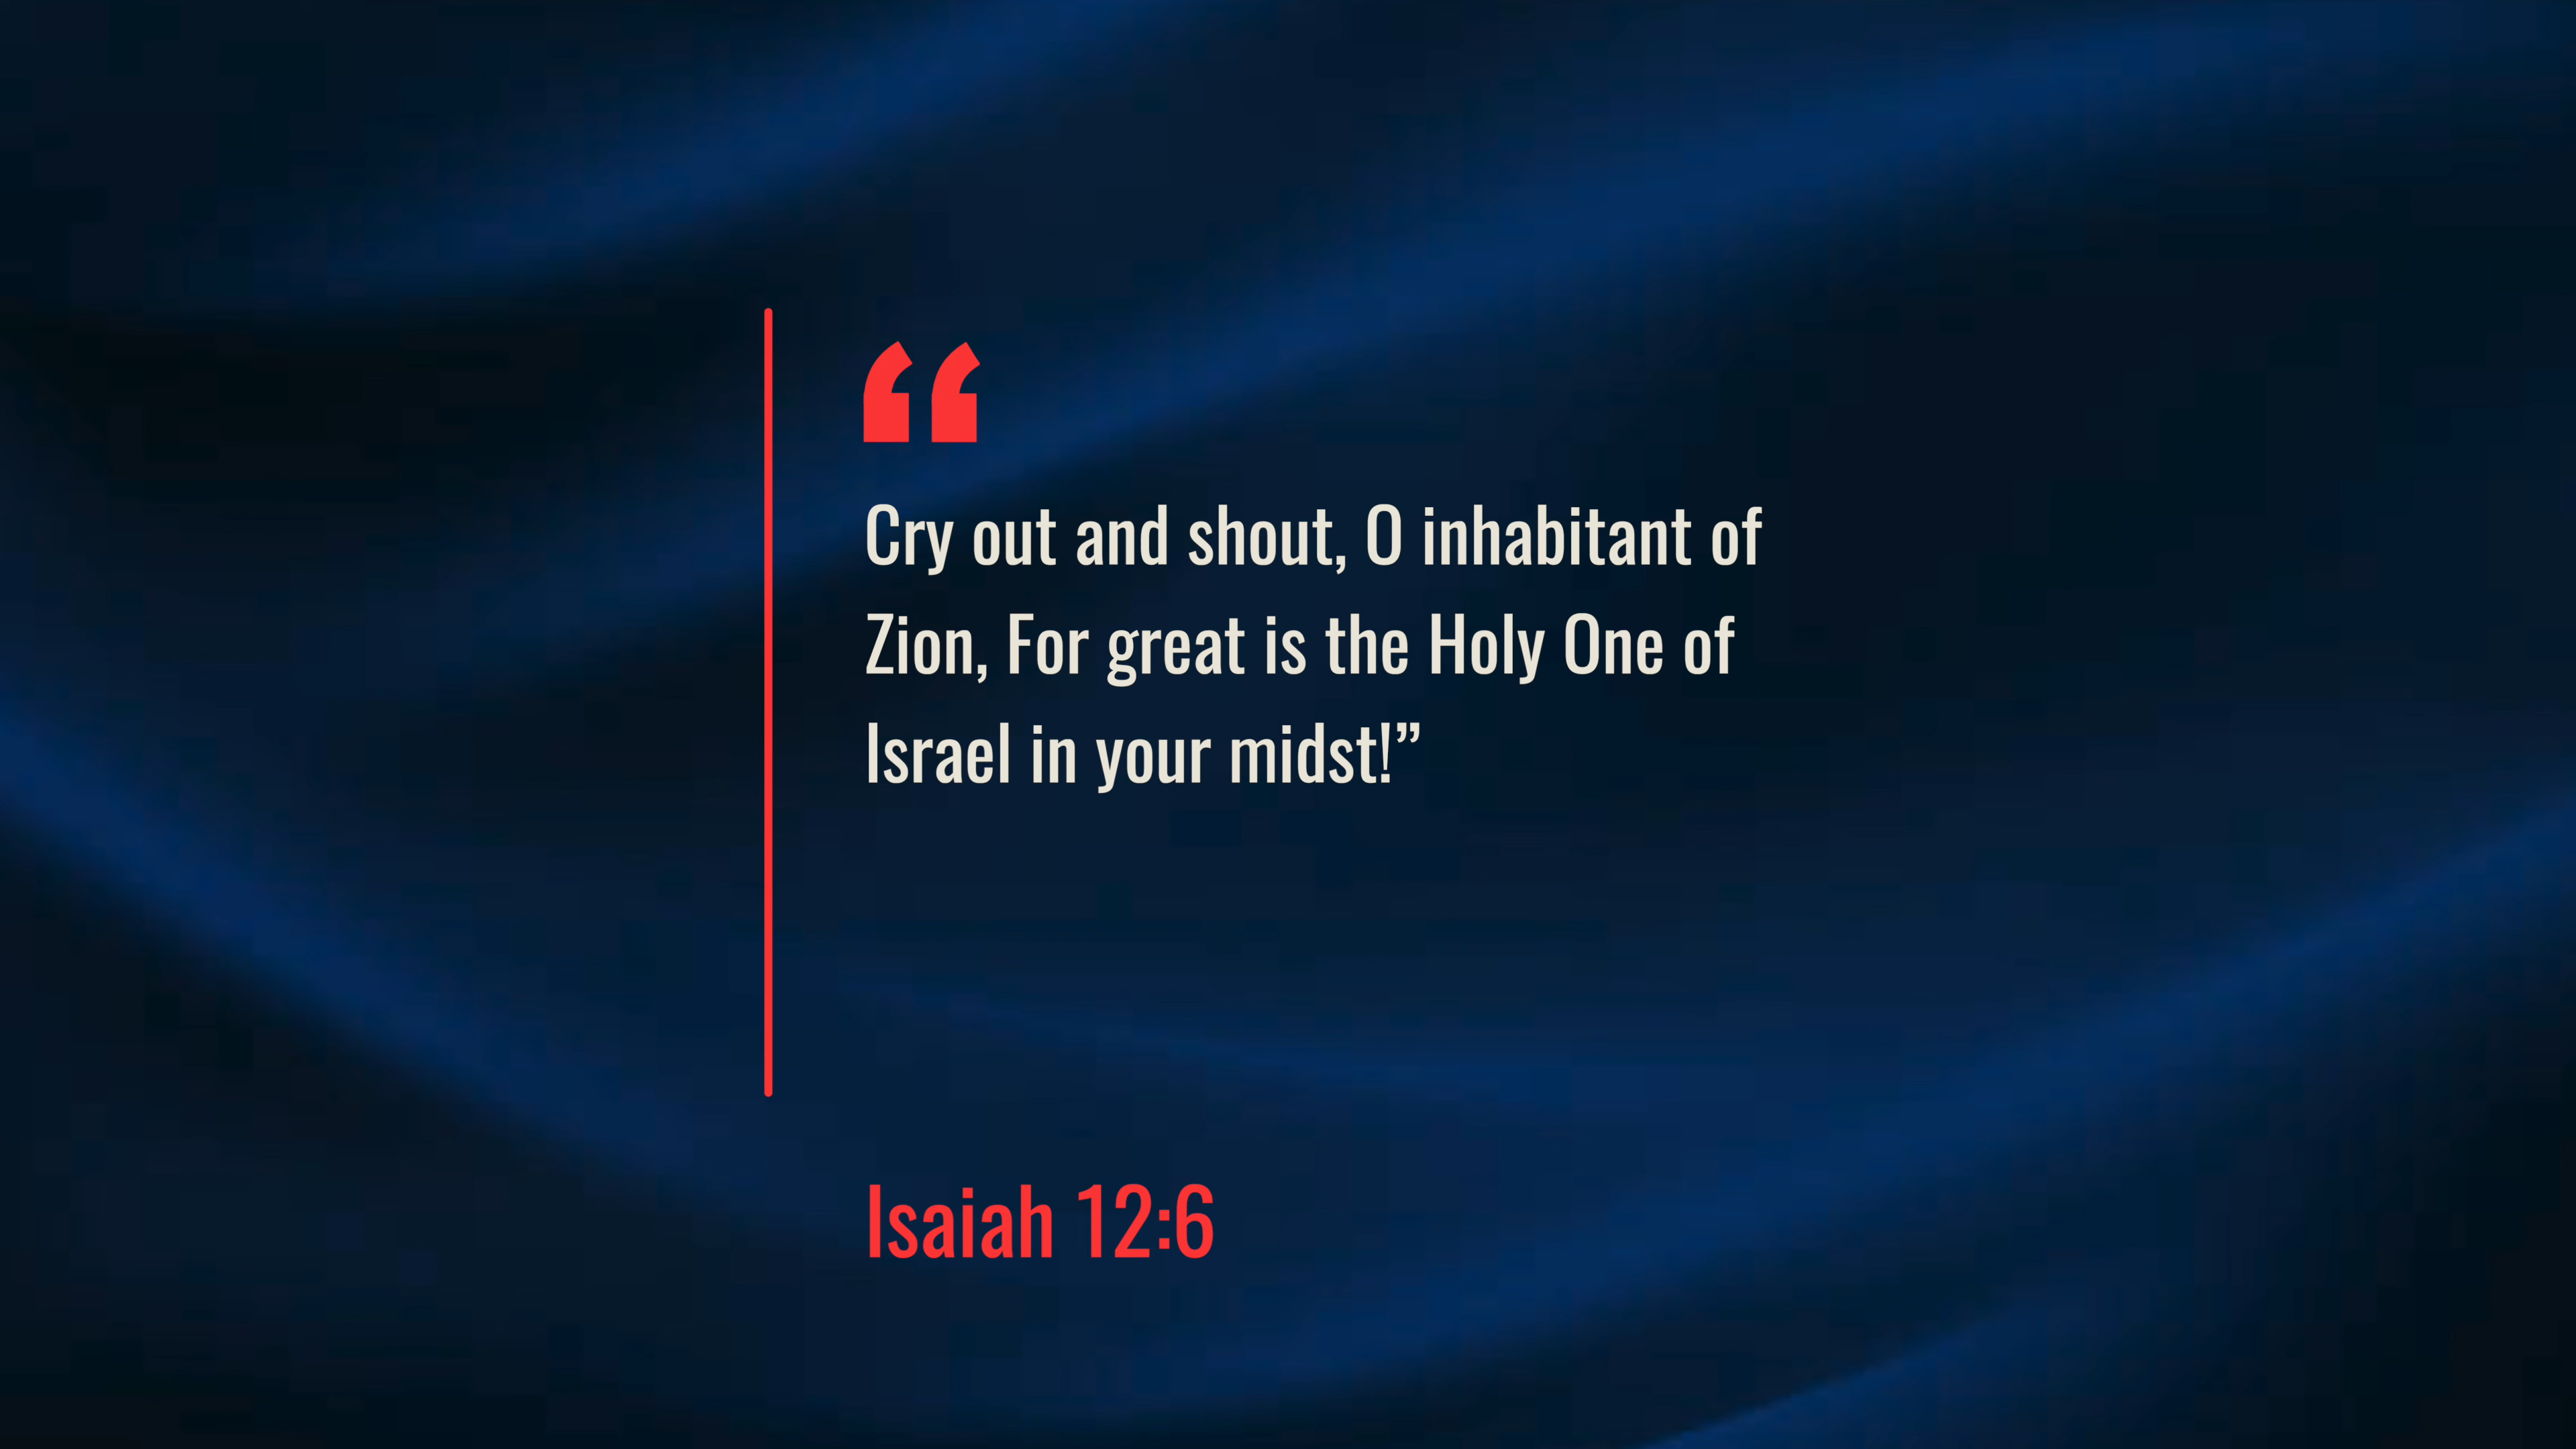 “
Cry out and shout, O inhabitant of
Zion, For great is the Holy One of
Israel in your midst!”
Isaiah 12:6